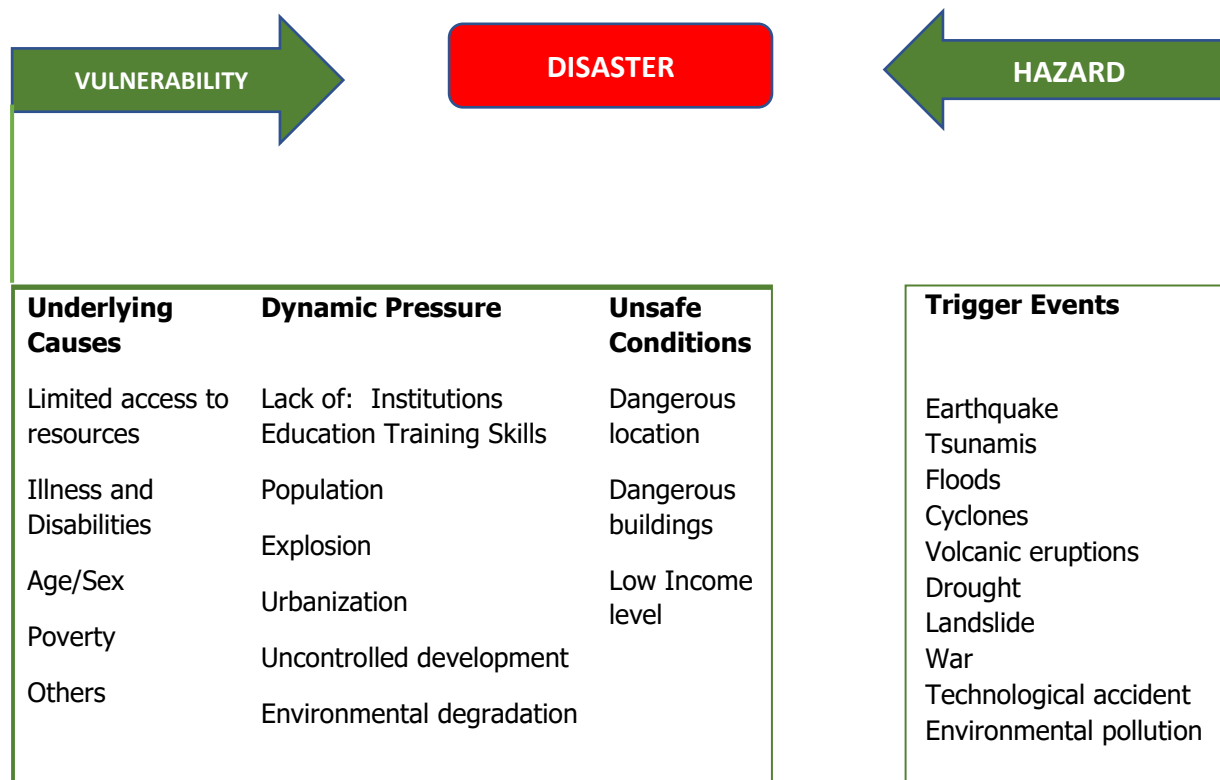 VULNERABILITY
DISASTER
HAZARD
Underlying
Causes
Limited access to
resources
Illness and
Disabilities
Age/Sex
Poverty
Others
Dynamic Pressure
Lack of:  Institutions
Education Training Skills
Population
Explosion
Urbanization
Uncontrolled development
Environmental degradation
Unsafe
Conditions
Dangerous
location
Dangerous
buildings
Low Income
level
Trigger Events
Earthquake
Tsunamis
Floods
Cyclones
Volcanic eruptions
Drought
Landslide
War
Technological accident
Environmental pollution